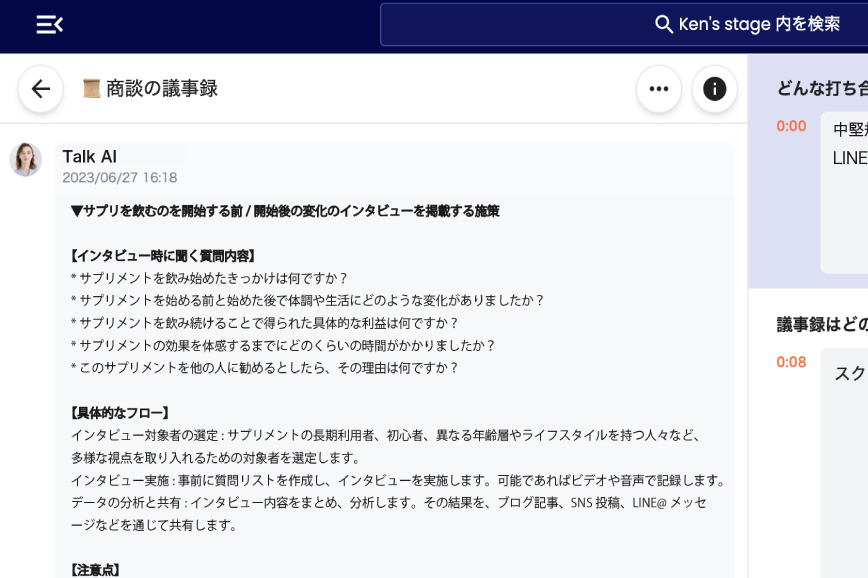 Ken's stage 内を検索
商談の議事録
Talk AI
2023/06/27 16:18
▼サプリを飲むのを開始する前 / 開始後の変化のインタビューを掲載する施策
【インタビュー時に聞く質問内容】
* サプリメントを飲み始めたきっかけは何ですか？
* サプリメントを始める前と始めた後で体調や生活にどのような変化がありましたか？
* サプリメントを飲み続けることで得られた具体的な利益は何ですか？
* サプリメントの効果を体感するまでにどのくらいの時間がかかりましたか？
* このサプリメントを他の人に勧めるとしたら、その理由は何ですか？
【具体的なフロー】
インタビュー対象者の選定 : サプリメントの長期利用者、初心者、異なる年齢層やライフスタイルを持つ人々など、
多様な視点を取り入れるための対象者を選定します。
インタビュー実施 : 事前に質問リストを作成し、インタビューを実施します。可能であればビデオや音声で記録します。
データの分析と共有 : インタビュー内容をまとめ、分析します。その結果を、ブログ記事、SNS 投稿、LINE@ メッセ
ージなどを通じて共有します。
【注意点】
どんな打ち合
0:00
中堅規
LINE
議事録はどの
0:08
スク